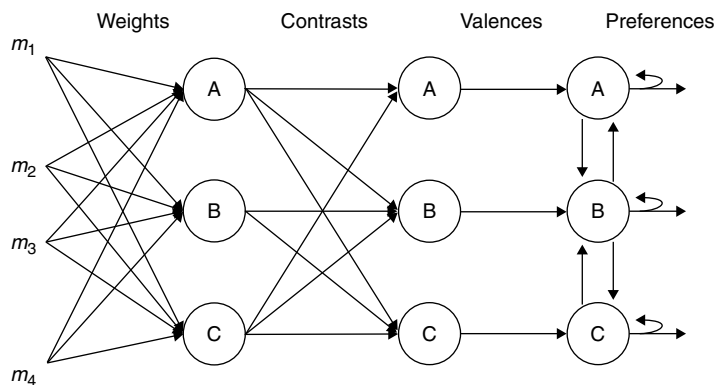 Weights Contrasts Valences Preferences
m1
A A A
m2
B B B
m3
C C C
m4